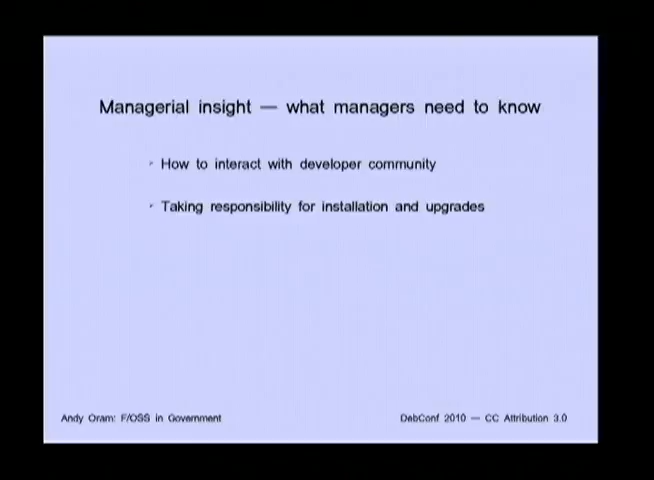 Managerial insight — what managers need to know
How to interact with developer community
Taking responsibility for installation and upgrades
Andy Oram: F/OSS in Government
DebConf 2010 — CC Attribution 3.0